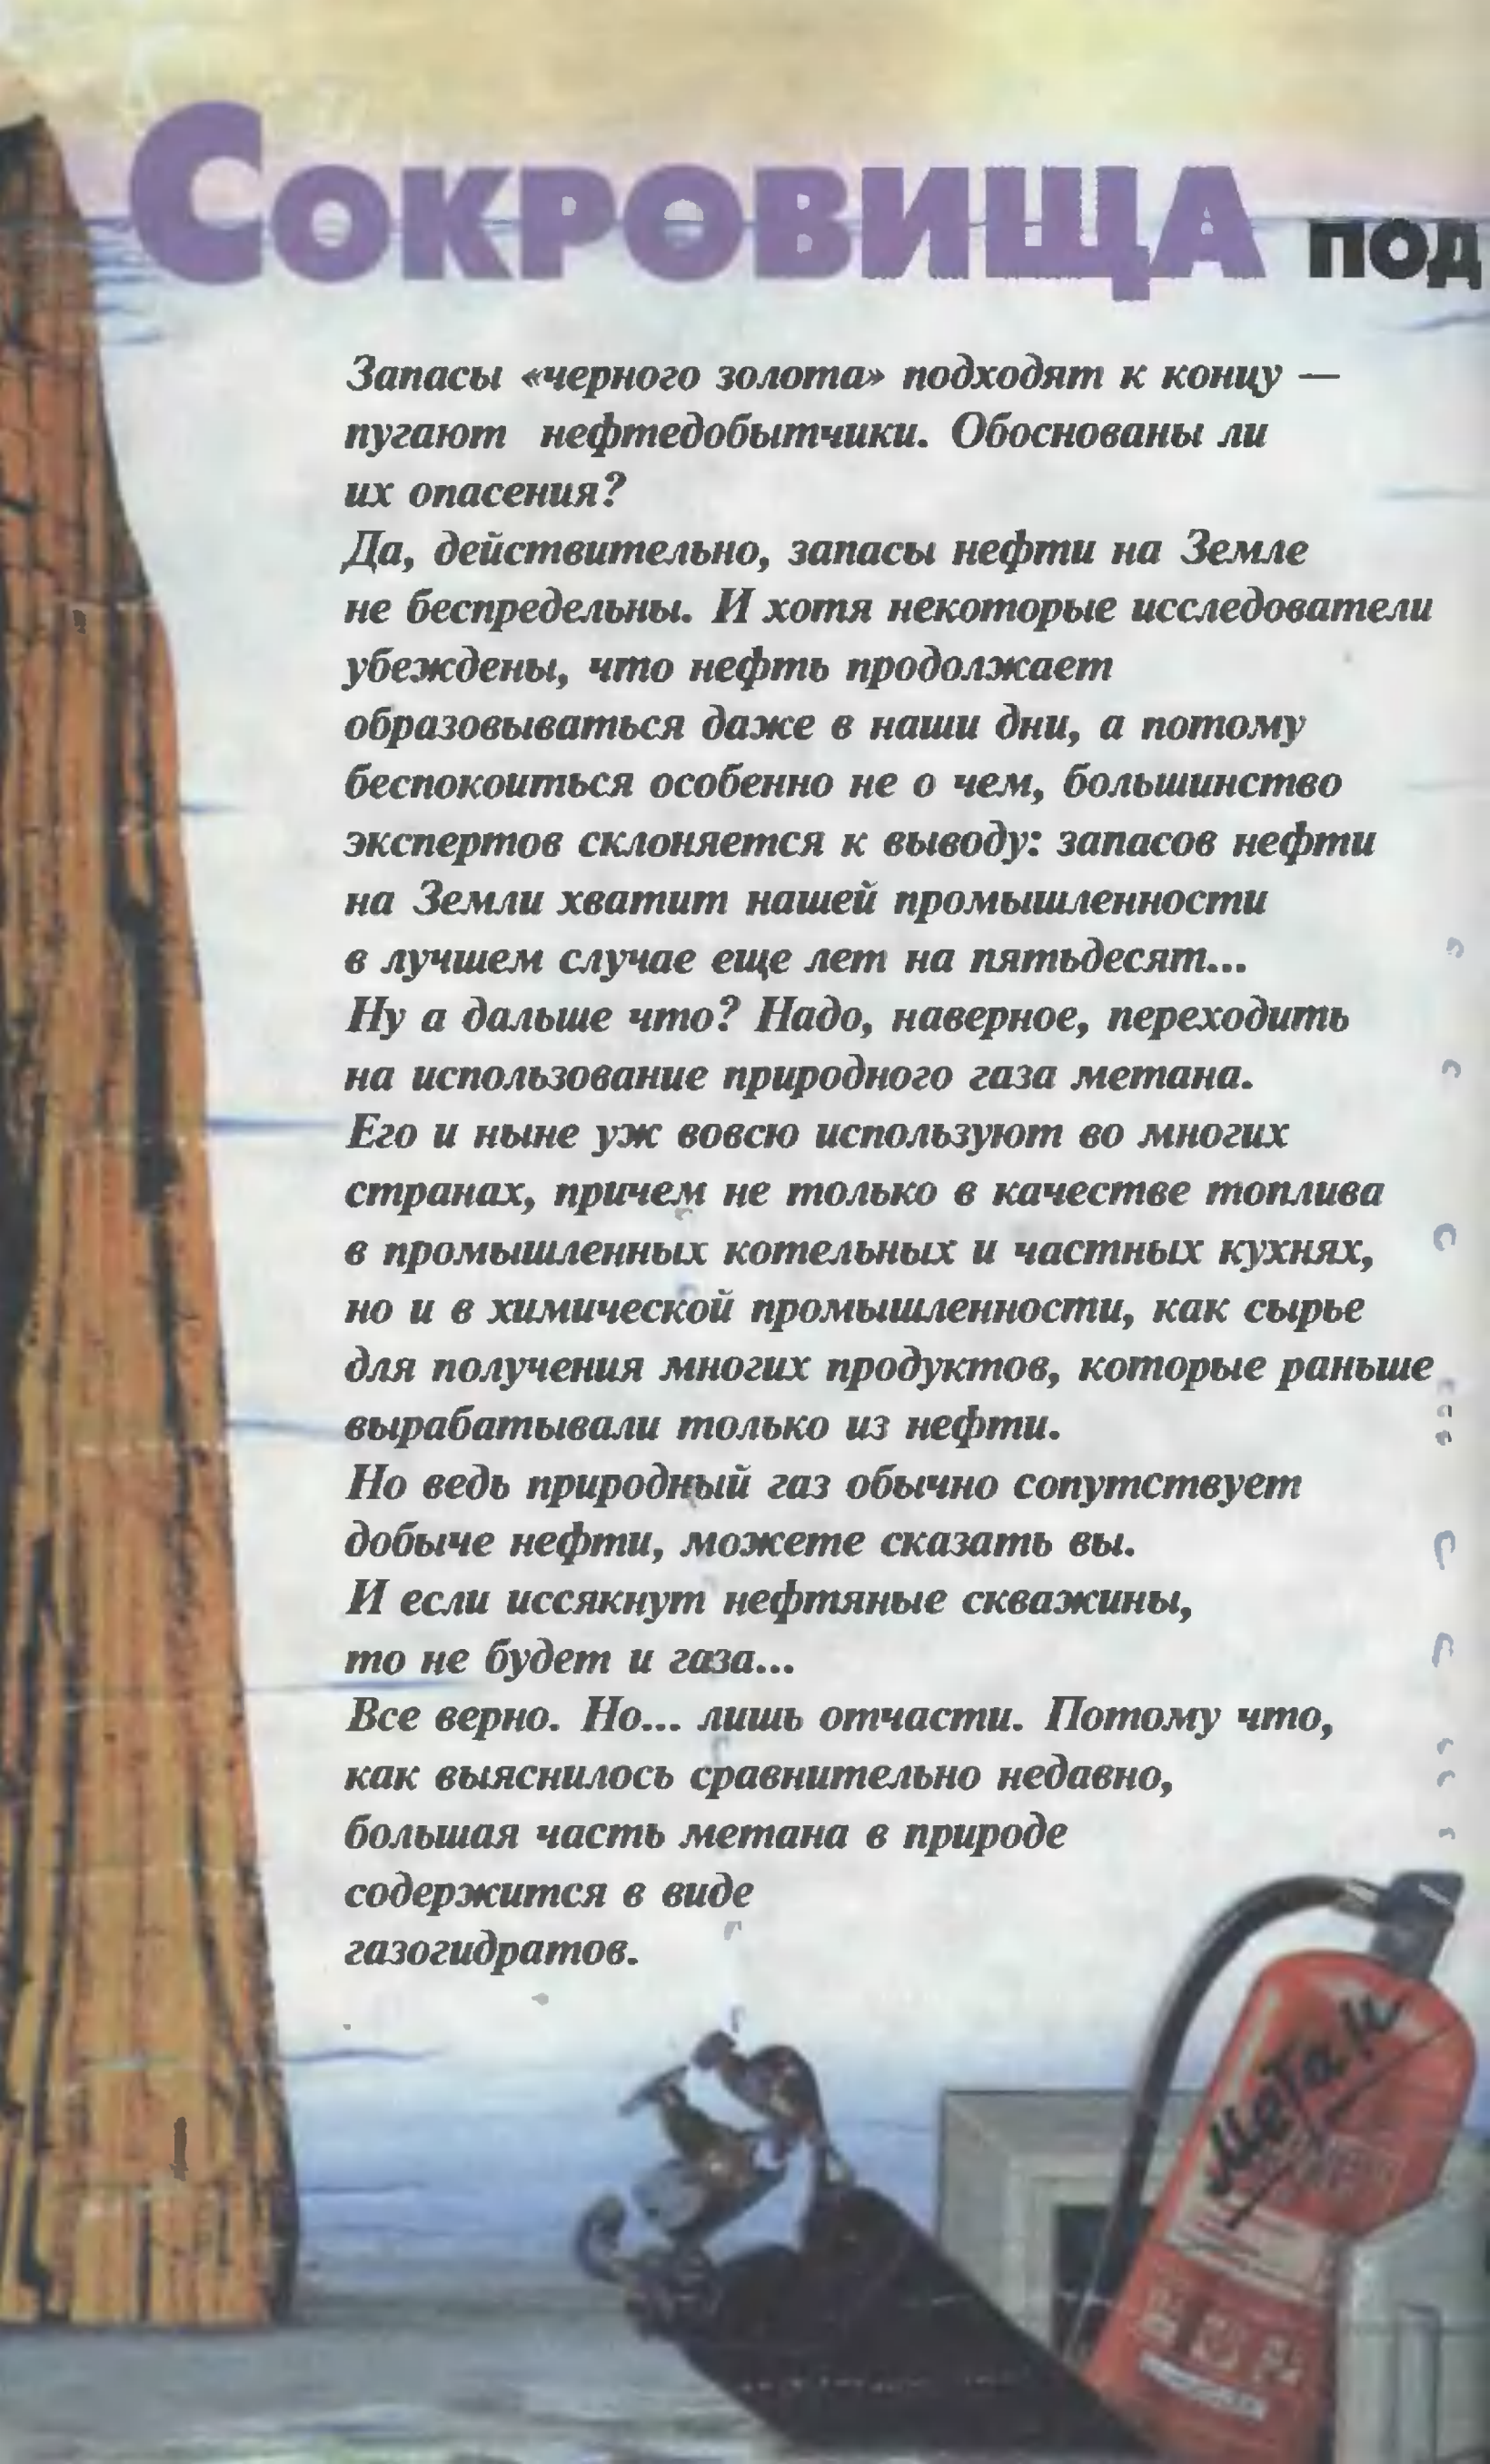 СОКРОВИЩА ПОД
Запасы «черного золота» подходят к концу —
пугают нефтедобытчики. Обоснованы ли
их опасения?
Да, действительно, запасы нефти на Земле
не беспредельны. И хотя некоторые исследователи
убеждены, что нефть продолжает
образовываться даже в наши дни, а потому
беспокоиться особенно не о чем, большинство
экспертов склоняется к выводу: запасов нефти
на Земли хватит нашей промышленности
в лучшем случае еще лет на пятьдесят...
Ну а дальше что? Надо, наверное, переходить
на использование природного газа метана.
Его и ныне уж вовсю используют во многих
странах, причем не только в качестве топлива
в промышленных котельных и частных кухнях,
но и в химической промышленности, как сырье
для получения многих продуктов, которые раньше
вырабатывали только из нефти.
Но ведь природный газ обычно сопутствует
добыче нефти, можете сказать вы.
И если иссякнут нефтяные скважины,
то не будет и газа...
Все верно. Но... лишь отчасти. Потому что,
как выяснилось сравнительно недавно,
большая часть метана в природе
содержится в виде
газогидратов.
Метан